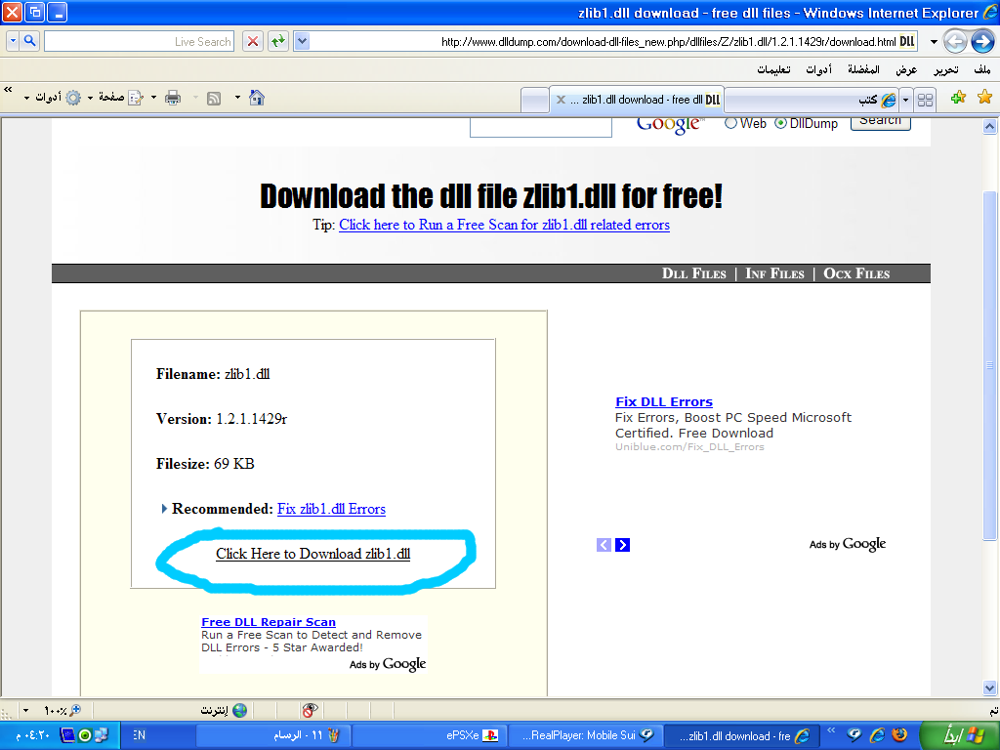 zlib1.dll download - free dll files - Windows Internet Explorer
http://www.dlldump.com/download-dll-files_new.php/dllfiles/Z/zlib1.dll/1.2.1.1429r/download.html DLL
Live Search
ملف تحرير عرض المفضلة أدوات تعليمات
كتب
zlib1.dll download - free dll ... DLL
صفحة
أدوات
Google™
Web
DllDump
Search
Download the dll file zlib1.dll for free!
Tip: Click here to Run a Free Scan for zlib1.dll related errors
DLL FILES | INF FILES | OCX FILES
Filename: zlib1.dll
Version: 1.2.1.1429r
Filesize: 69 KB
Recommended: Fix zlib1.dll Errors
Click Here to Download zlib1.dll
Free DLL Repair Scan
Run a Free Scan to Detect and Remove
DLL Errors - 5 Star Awarded!
Ads by Google
Fix DLL Errors
Fix Errors, Boost PC Speed Microsoft
Certified. Free Download
Uniblue.com/Fix_DLL_Errors
Ads by Google
تم
إنترنت
١٠٠%
ابدأ
zlib1.dll download - fre...
RealPlayer: Mobile Sui...
ePSXe
١١ - الرسام
EN
٠٤:٢٠ م